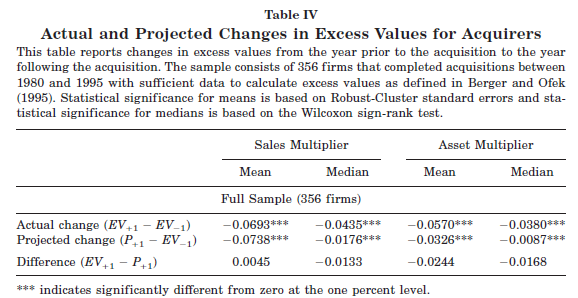 Table IV
Actual and Projected Changes in Excess Values for Acquirers
This table reports changes in excess values from the year prior to the acquisition to the year
following the acquisition. The sample consists of 356 firms that completed acquisitions between
1980 and 1995 with sufficient data to calculate excess values as defined in Berger and Ofek
(1995). Statistical significance for means is based on Robust-Cluster standard errors and sta-
tistical significance for medians is based on the Wilcoxon sign-rank test.
Sales Multiplier Asset Multiplier
Mean Median Mean Median
Full Sample (356 firms)
Actual change (EV₊₁ − EV₋₁) −0.0693*** −0.0435*** −0.0570*** −0.0380***
Projected change (P₊₁ − EV₋₁) −0.0738*** −0.0176*** −0.0326*** −0.0087***
Difference (EV₊₁ − P₊₁) 0.0045 −0.0133 −0.0244 −0.0168
*** indicates significantly different from zero at the one percent level.